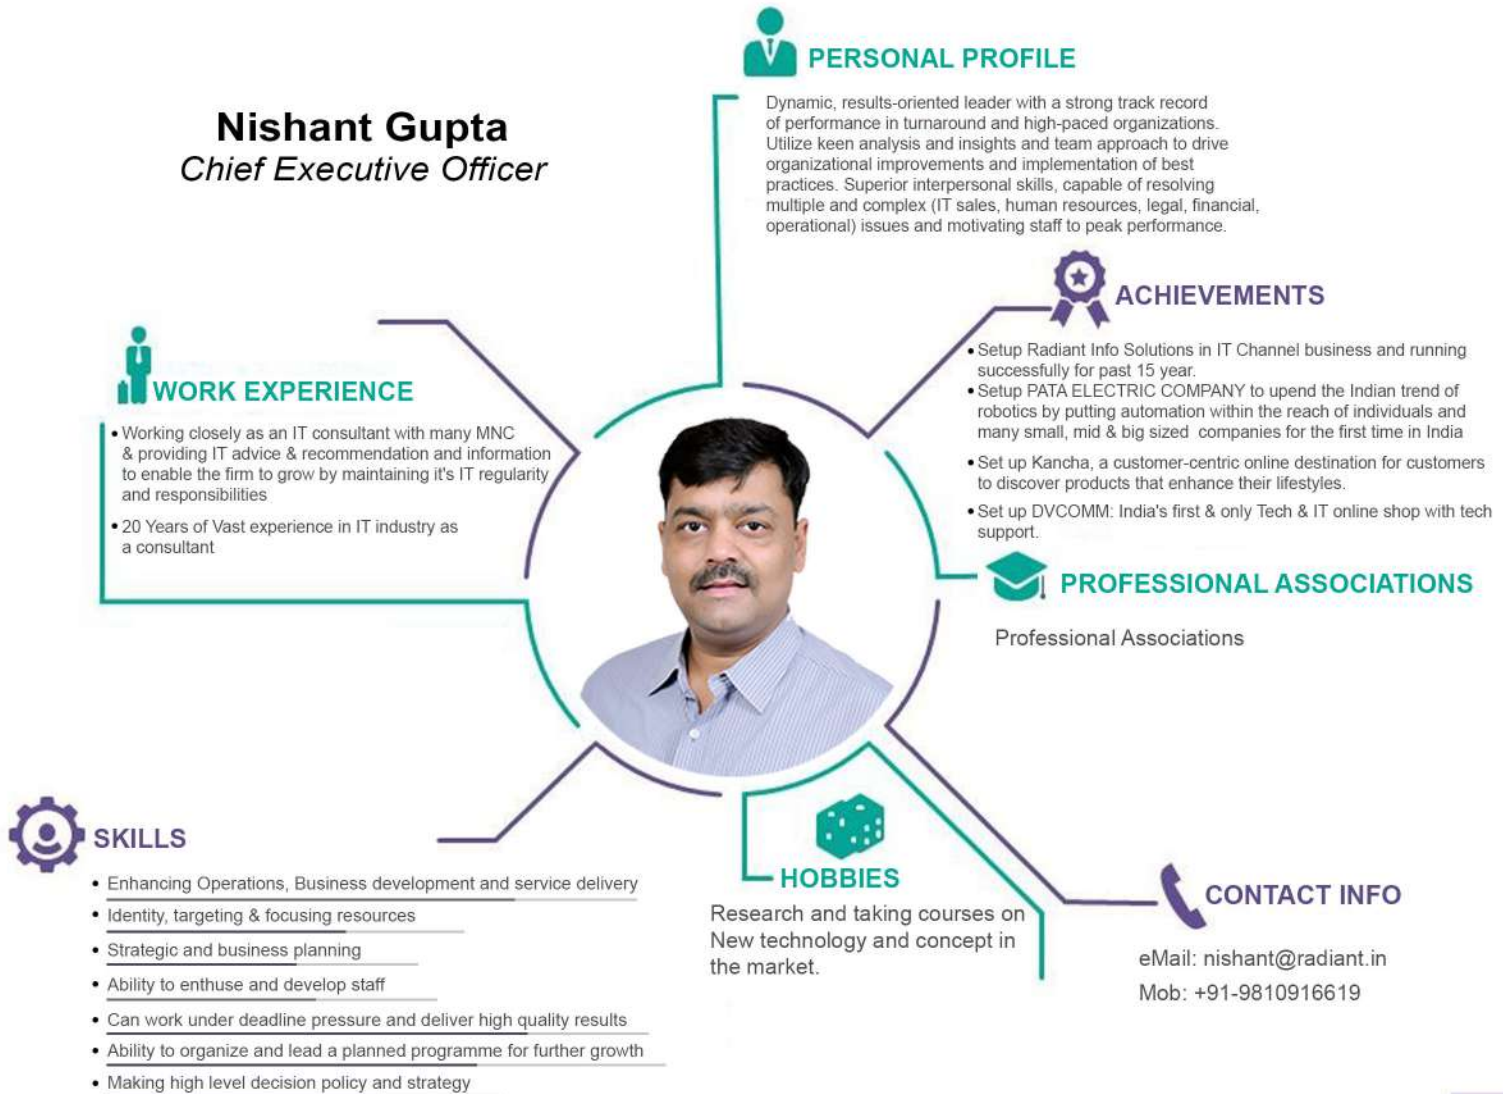 Nishant Gupta
Chief Executive Officer
PERSONAL PROFILE
Dynamic, results-oriented leader with a strong track record
of performance in turnaround and high-paced organizations.
Utilize keen analysis and insights and team approach to drive
organizational improvements and implementation of best
practices. Superior interpersonal skills, capable of resolving
multiple and complex (IT sales, human resources, legal, financial,
operational) issues and motivating staff to peak performance.
ACHIEVEMENTS
• Setup Radiant Info Solutions in IT Channel business and running
successfully for past 15 year.
• Setup PATA ELECTRIC COMPANY to upend the Indian trend of
robotics by putting automation within the reach of individuals and
many small, mid & big sized companies for the first time in India
• Set up Kancha, a customer-centric online destination for customers
to discover products that enhance their lifestyles.
• Set up DVCOMM: India's first & only Tech & IT online shop with tech
support.
WORK EXPERIENCE
• Working closely as an IT consultant with many MNC
& providing IT advice & recommendation and information
to enable the firm to grow by maintaining it's IT regularity
and responsibilities
• 20 Years of Vast experience in IT industry as
a consultant
PROFESSIONAL ASSOCIATIONS
Professional Associations
SKILLS
• Enhancing Operations, Business development and service delivery
• Identity, targeting & focusing resources
• Strategic and business planning
• Ability to enthuse and develop staff
• Can work under deadline pressure and deliver high quality results
• Ability to organize and lead a planned programme for further growth
• Making high level decision policy and strategy
HOBBIES
Research and taking courses on
New technology and concept in
the market.
CONTACT INFO
eMail: nishant@radiant.in
Mob: +91-9810916619